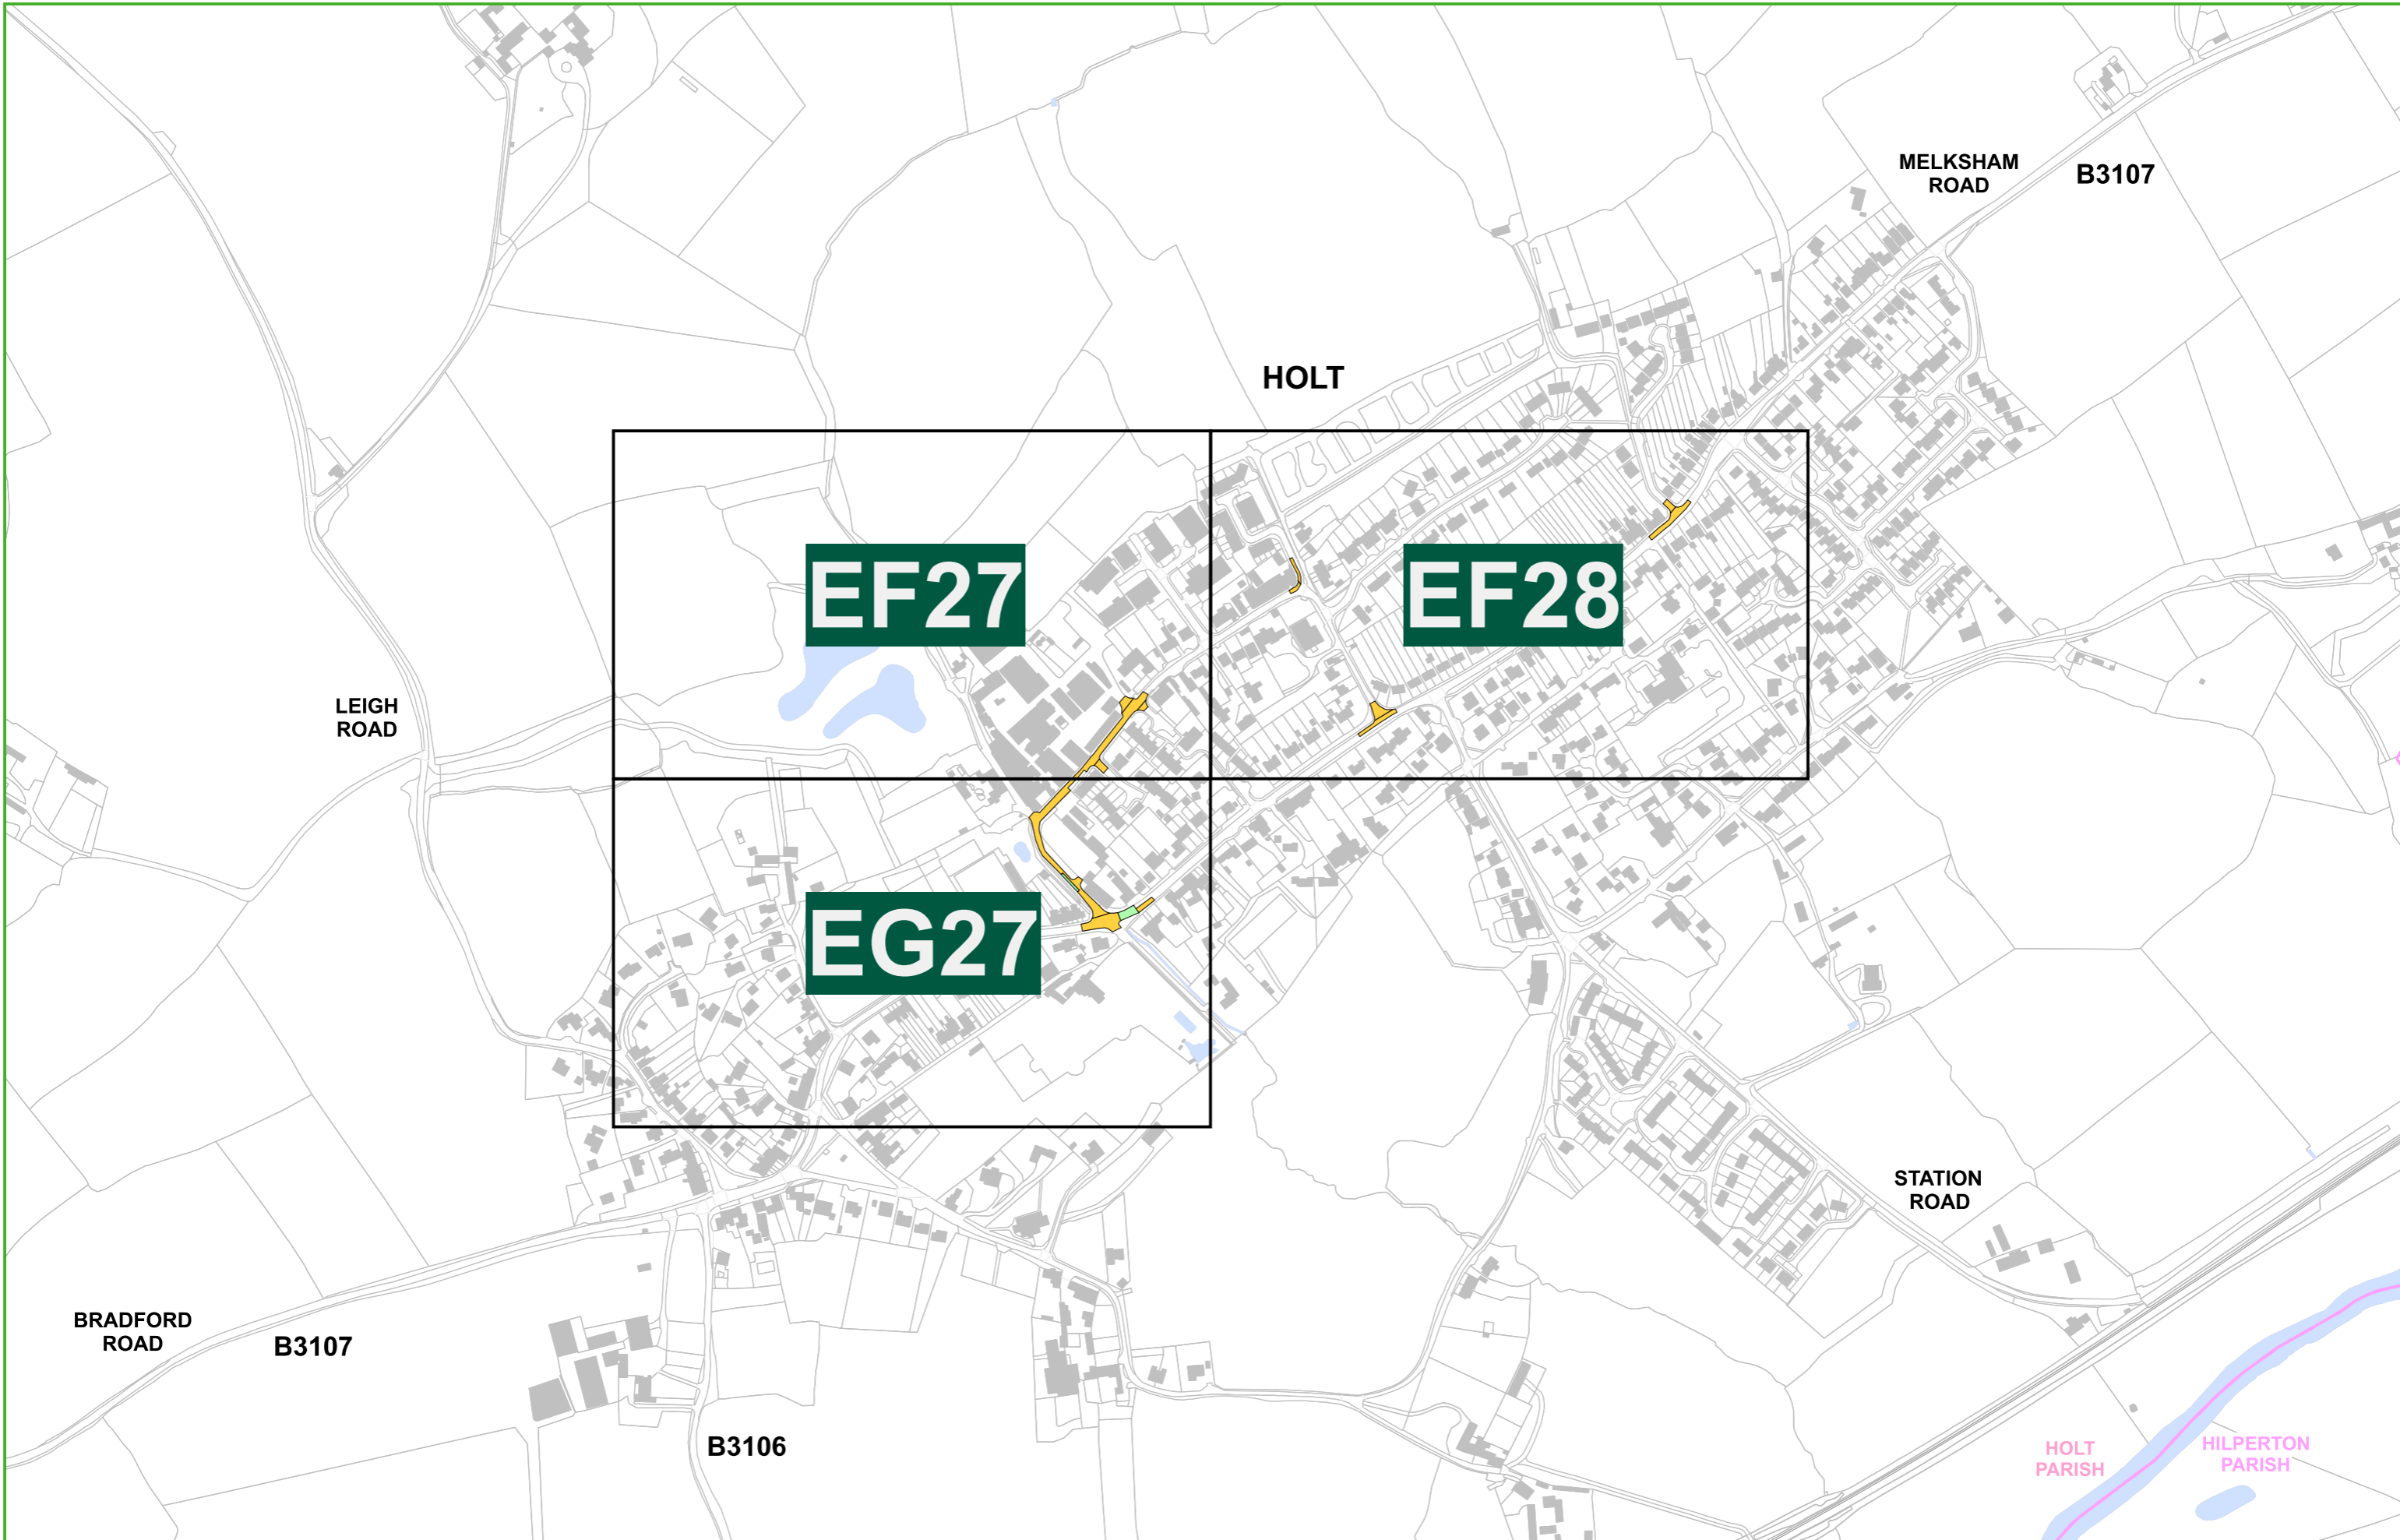 MELKSHAM
ROAD
B3107
HOLT
EF27
EF28
LEIGH
ROAD
EG27
STATION
ROAD
BRADFORD
ROAD
B3107
B3106
HOLT
PARISH
HILPERTON
PARISH